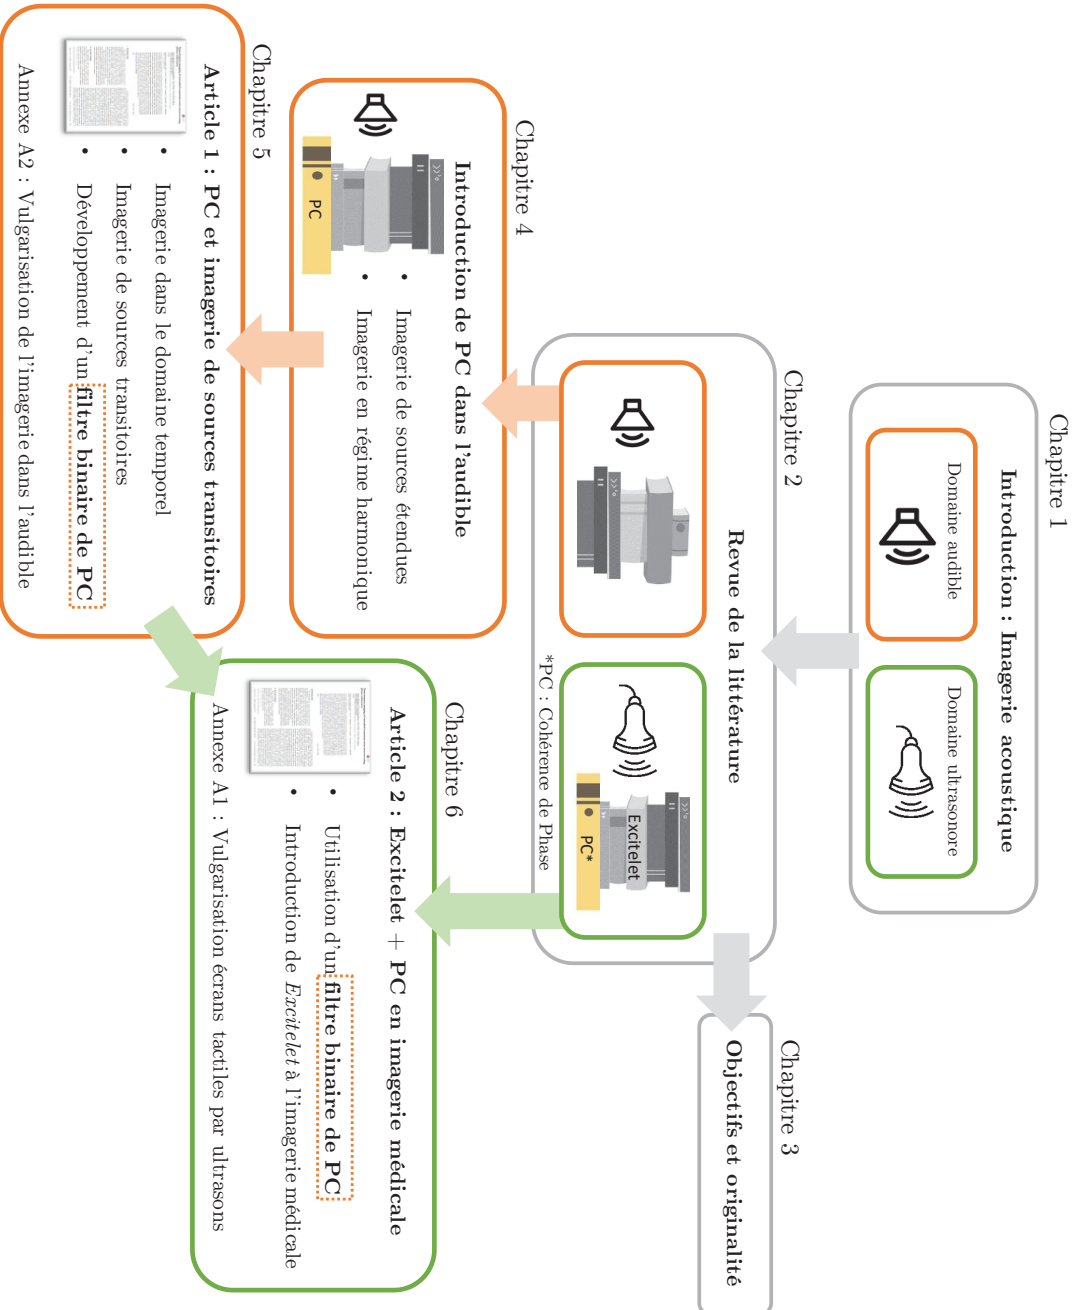 Chapitre 1
Introduction : Imagerie acoustique
Domaine audible
Domaine ultrasonore
Chapitre 2
Revue de la littérature
Excitelet
PC*
*PC : Cohérence de Phase
Chapitre 3
Objectifs et originalité
Chapitre 4
Introduction de PC dans l'audible
PC
• Imagerie de sources étendues
• Imagerie en régime harmonique
Chapitre 5
Article 1 : PC et imagerie de sources transitoires
• Imagerie dans le domaine temporel
• Imagerie de sources transitoires
• Développement d'un filtre binaire de PC
Annexe A2 : Vulgarisation de l'imagerie dans l'audible
Chapitre 6
Article 2 : Excitelet + PC en imagerie médicale
• Utilisation d'un filtre binaire de PC
• Introduction de Excitelet à l'imagerie médicale
Annexe A1 : Vulgarisation écrans tactiles par ultrasons